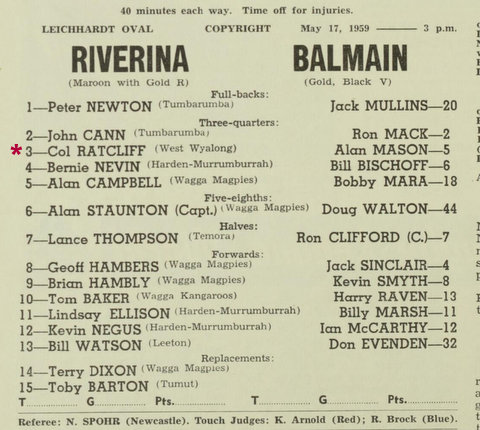 40 minutes each way. Time off for injuries.
LEICHHARDT OVAL COPYRIGHT May 17, 1959 —— 3 p.m.
RIVERINA BALMAIN
(Maroon with Gold R) (Gold, Black V)
Full-backs:
1—Peter NEWTON (Tumbarumba) Jack MULLINS—20
Three-quarters:
2—John CANN (Tumbarumba) Ron MACK—2
*3—Col RATCLIFF (West Wyalong) Alan MASON—5
4—Bernie NEVIN (Harden-Murrumburrah) Bill BISCHOFF—6
5—Alan CAMPBELL (Wagga Magpies) Bobby MARA—18
Five-eighths:
6—Alan STAUNTON (Capt.) (Wagga Magpies) Doug WALTON—44
Halves:
7—Lance THOMPSON (Temora) Ron CLIFFORD (C.)—7
Forwards:
8—Geoff HAMBERS (Wagga Magpies) Jack SINCLAIR—4
9—Brian HAMBLY (Wagga Magpies) Kevin SMYTH—8
10—Tom BAKER (Wagga Kangaroos) Harry RAVEN—13
11—Lindsay ELLISON (Harden-Murrumburrah) Billy MARSH—11
12—Kevin NEGUS (Harden-Murrumburrah) Ian McCARTHY—12
13—Bill WATSON (Leeton) Don EVENDEN—32
Replacements:
14—Terry DIXON (Wagga Magpies)
15—Toby BARTON (Tumut)
T............ G............ Pts............ T............ G............ Pts............
Referee: N. SPOHR (Newcastle). Touch Judges: K. Arnold (Red); R. Brock (Blue).